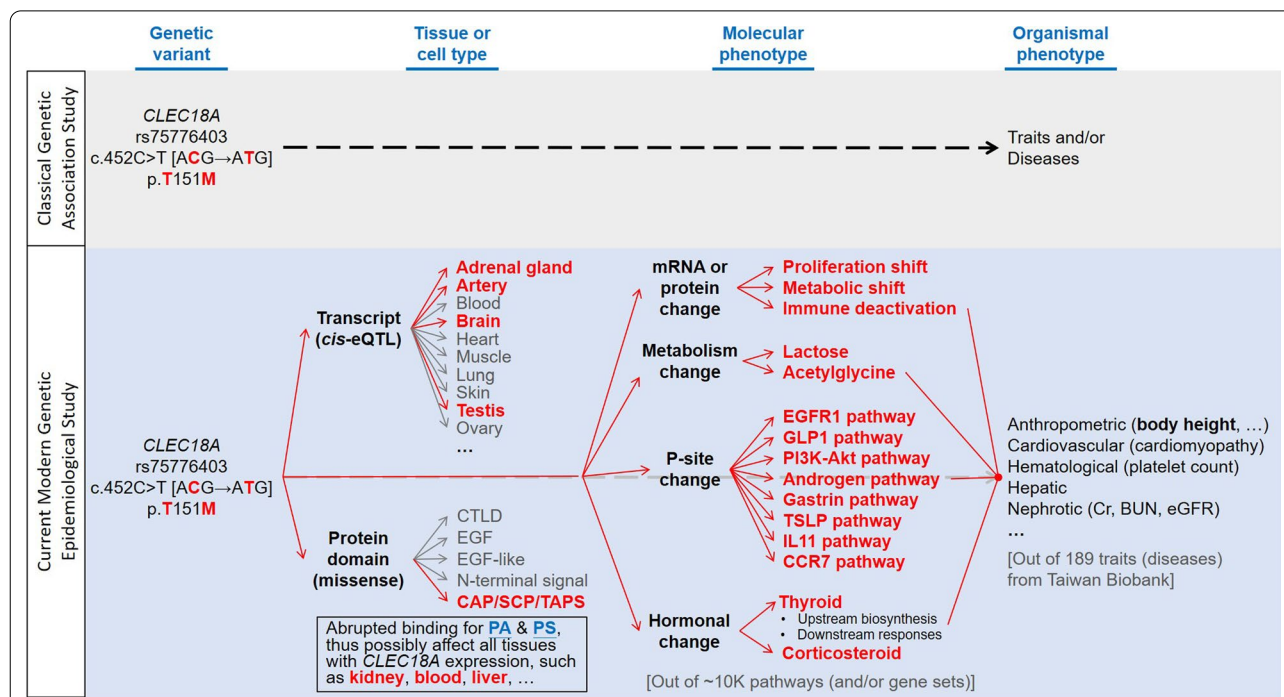 Genetic
variant
Tissue or
cell type
Molecular
phenotype
Organismal
phenotype
Classical Genetic
Association Study
CLEC18A
rs75776403
c.452C>T [ACG→ATG]
p.T151M
Traits and/or
Diseases
Current Modern Genetic
Epidemiological Study
CLEC18A
rs75776403
c.452C>T [ACG→ATG]
p.T151M
Transcript
(cis-eQTL)
Adrenal gland
Artery
Blood
Brain
Heart
Muscle
Lung
Skin
Testis
Ovary
...
Protein
domain
(missense)
CTLD
EGF
EGF-like
N-terminal signal
CAP/SCP/TAPS
Abrupted binding for PA & PS,
thus possibly affect all tissues
with CLEC18A expression, such
as kidney, blood, liver, ...
mRNA or
protein
change
Proliferation shift
Metabolic shift
Immune deactivation
Metabolism
change
Lactose
Acetylglycine
P-site
change
EGFR1 pathway
GLP1 pathway
PI3K-Akt pathway
Androgen pathway
Gastrin pathway
TSLP pathway
IL11 pathway
CCR7 pathway
Hormonal
change
Thyroid
• Upstream biosynthesis
• Downstream responses
Corticosteroid
[Out of ~10K pathways (and/or gene sets)]
Anthropometric (body height, ...)
Cardiovascular (cardiomyopathy)
Hematological (platelet count)
Hepatic
Nephrotic (Cr, BUN, eGFR)
...
[Out of 189 traits (diseases)
from Taiwan Biobank]